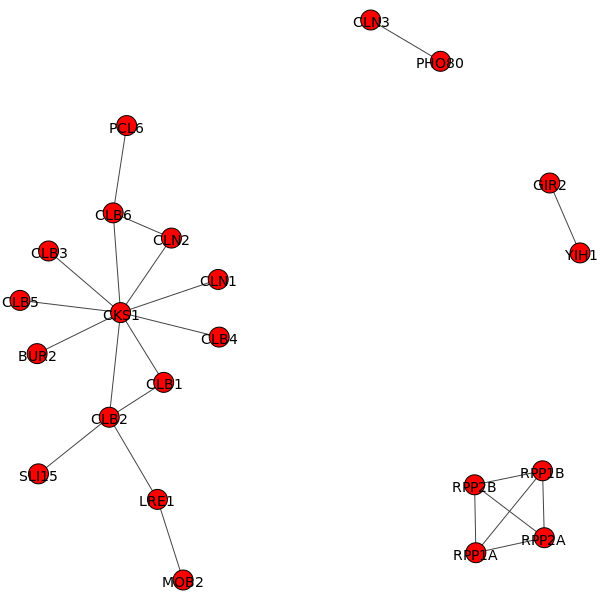 CLN3
PHO80
PCL6
GIR2
CLB6
CLN2
CLB3
YIH1
CLN1
CLB5
CKS1
CLB4
BUR2
CLB1
CLB2
SLI15
RPP1B
RPP2B
LRE1
RPP2A
RPP1A
MOB2